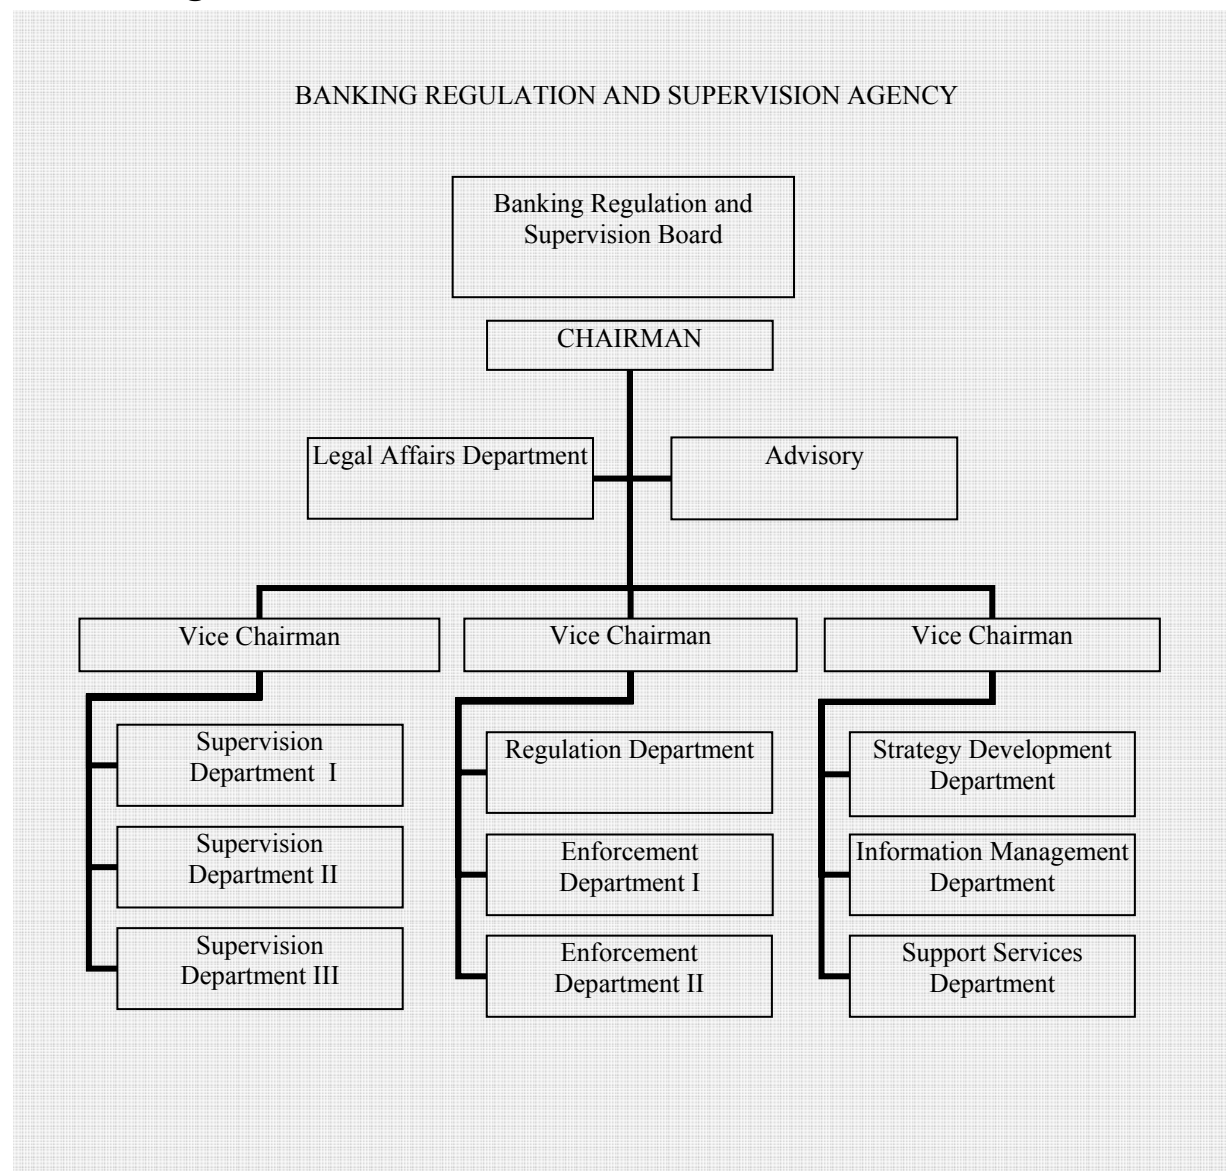 BANKING REGULATION AND SUPERVISION AGENCY
Banking Regulation and
Supervision Board
CHAIRMAN
Legal Affairs Department
Advisory
Vice Chairman
Vice Chairman
Vice Chairman
Supervision
Department I
Supervision
Department II
Supervision
Department III
Regulation Department
Enforcement
Department I
Enforcement
Department II
Strategy Development
Department
Information Management
Department
Support Services
Department